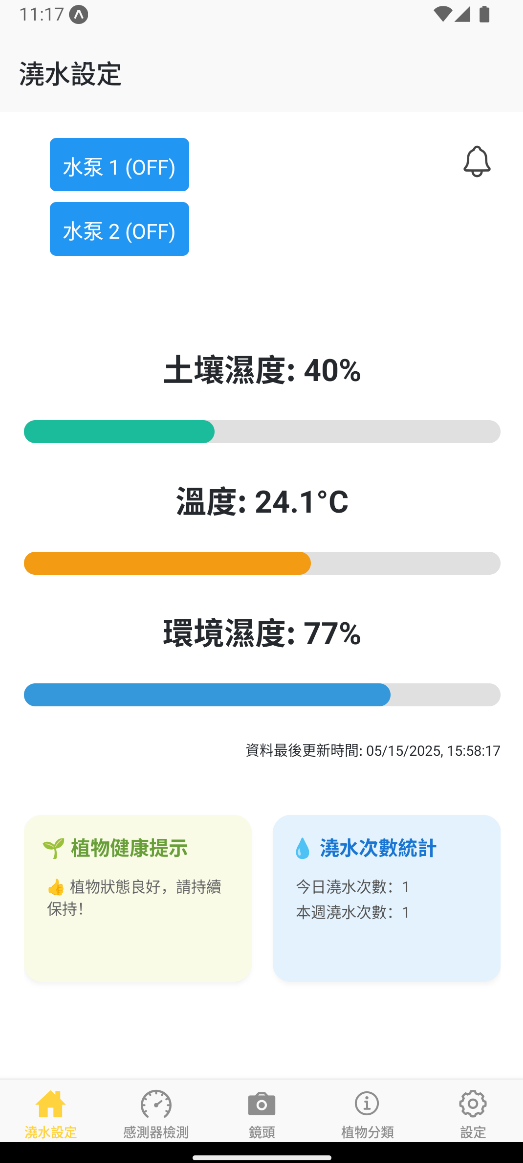 11:17
澆水設定
水泵 1 (OFF)
水泵 2 (OFF)
土壤濕度: 40%
溫度: 24.1°C
環境濕度: 77%
資料最後更新時間: 05/15/2025, 15:58:17
🌱 植物健康提示
👍 植物狀態良好，請持續
保持！
💧 澆水次數統計
今日澆水次數： 1
本週澆水次數： 1
澆水設定
感測器檢測
鏡頭
植物分類
設定